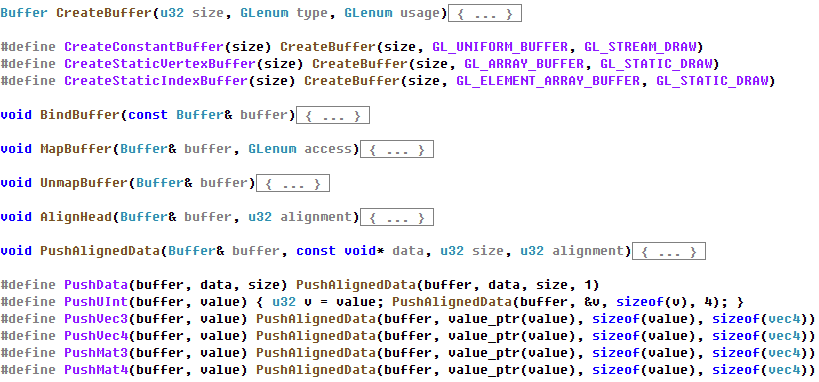 Buffer CreateBuffer(u32 size, GLenum type, GLenum usage){ ... }
#define CreateConstantBuffer(size) CreateBuffer(size, GL_UNIFORM_BUFFER, GL_STREAM_DRAW)
#define CreateStaticVertexBuffer(size) CreateBuffer(size, GL_ARRAY_BUFFER, GL_STATIC_DRAW)
#define CreateStaticIndexBuffer(size) CreateBuffer(size, GL_ELEMENT_ARRAY_BUFFER, GL_STATIC_DRAW)
void BindBuffer(const Buffer& buffer){ ... }
void MapBuffer(Buffer& buffer, GLenum access){ ... }
void UnmapBuffer(Buffer& buffer){ ... }
void AlignHead(Buffer& buffer, u32 alignment){ ... }
void PushAlignedData(Buffer& buffer, const void* data, u32 size, u32 alignment){ ... }
#define PushData(buffer, data, size) PushAlignedData(buffer, data, size, 1)
#define PushUInt(buffer, value) { u32 v = value; PushAlignedData(buffer, &v, sizeof(v), 4); }
#define PushVec3(buffer, value) PushAlignedData(buffer, value_ptr(value), sizeof(value), sizeof(vec4))
#define PushVec4(buffer, value) PushAlignedData(buffer, value_ptr(value), sizeof(value), sizeof(vec4))
#define PushMat3(buffer, value) PushAlignedData(buffer, value_ptr(value), sizeof(value), sizeof(vec4))
#define PushMat4(buffer, value) PushAlignedData(buffer, value_ptr(value), sizeof(value), sizeof(vec4))